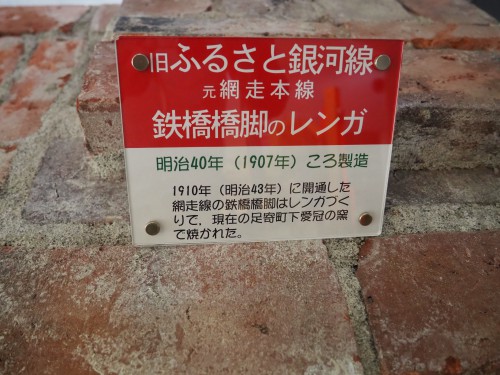 旧ふるさと銀河線
元網走本線
鉄橋橋脚のレンガ
明治40年（1907年）ころ製造
1910年（明治43年）に開通した
網走線の鉄橋橋脚はレンガづく
りで，現在の足寄町下愛冠の窯
で焼かれた。